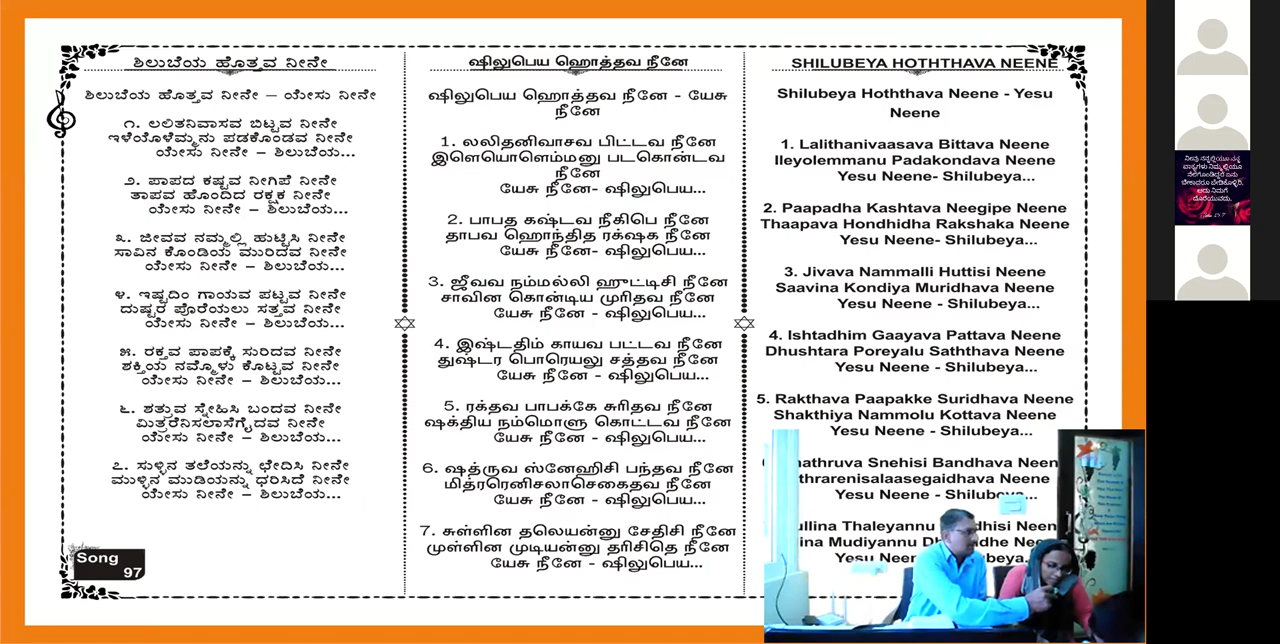 ಶಿಲುಬೆಯ ಹೊತ್ತವ ನೀನೇ
ಶಿಲುಬೆಯ ಹೊತ್ತವ ನೀನೇ – ಯೇಸು ನೀನೇ
೧. ಲಲಿತನಿವಾಸವ ಬಿಟ್ಟವ ನೀನೇ
ಇಳೆಯೊಳೆಮ್ಮನು ಪಡಕೊಂಡವ ನೀನೇ
ಯೇಸು ನೀನೇ – ಶಿಲುಬೆಯ...
೨. ಪಾಪದ ಕಷ್ಟವ ನೀಗಿಪೆ ನೀನೇ
ತಾಪವ ಹೊಂದಿದ ರಕ್ಷಕ ನೀನೇ
ಯೇಸು ನೀನೇ – ಶಿಲುಬೆಯ...
೩. ಜೀವವ ನಮ್ಮಲ್ಲಿ ಹುಟ್ಟಿಸಿ ನೀನೇ
ಸಾವಿನ ಕೊಂಡಿಯ ಮುರಿದವ ನೀನೇ
ಯೇಸು ನೀನೇ – ಶಿಲುಬೆಯ...
೪. ಇಷ್ಟದಿಂ ಗಾಯವ ಪಟ್ಟವ ನೀನೇ
ದುಷ್ಟರ ಪೊರೆಯಲು ಸತ್ತವ ನೀನೇ
ಯೇಸು ನೀನೇ – ಶಿಲುಬೆಯ...
೫. ರಕ್ತವ ಪಾಪಕ್ಕೆ ಸುರಿದವ ನೀನೇ
ಶಕ್ತಿಯ ನಮ್ಮೊಳು ಕೊಟ್ಟವ ನೀನೇ
ಯೇಸು ನೀನೇ – ಶಿಲುಬೆಯ...
೬. ಶತ್ರುವ ಸ್ನೇಹಿಸಿ ಬಂದವ ನೀನೇ
ಮಿತ್ರರೆನಿಸಲಾಸೆಗೈದವ ನೀನೇ
ಯೇಸು ನೀನೇ – ಶಿಲುಬೆಯ...
೭. ಸುಳ್ಳಿನ ತಲೆಯನ್ನು ಛೇದಿಸಿ ನೀನೇ
ಮುಳ್ಳಿನ ಮುಡಿಯನ್ನು ಧರಿಸಿದೆ ನೀನೇ
ಯೇಸು ನೀನೇ – ಶಿಲುಬೆಯ...
Song
97
ஷிலுபெய ஹொத்தவ நீனே
ஷிலுபெய ஹொத்தவ நீனே - யேசு
நீனே
1. லலிதனிவாசவ பிட்டவ நீனே
இளெயொளெம்மனு படகொன்டவ
நீனே
யேசு நீனே- ஷிலுபெய...
2. பாபத கஷ்டவ நீகிபெ நீனே
தாபவ ஹொந்தித ரக்ஷக நீனே
யேசு நீனே- ஷிலுபெய...
3. ஜீவவ நம்மல்லி ஹுட்டிசி நீனே
சாவின கொன்டிய முரிதவ நீனே
யேசு நீனே - ஷிலுபெய...
4. இஷ்டதிம் காயவ பட்டவ நீனே
துஷ்டர பொரெயலு சத்தவ நீனே
யேசு நீனே - ஷிலுபெய...
5. ரக்தவ பாபக்கே சுரிதவ நீனே
ஷக்திய நம்மொளு கொட்டவ நீனே
யேசு நீனே - ஷிலுபெய...
6. ஷத்ருவ ஸ்னேஹிசி பந்தவ நீனே
மித்ரரெனிசலாசெகைதவ நீனே
யேசு நீனே - ஷிலுபெய...
7. சுள்ளின தலெயன்னு சேதிசி நீனே
முள்ளின முடியன்னு தரிசிதெ நீனே
யேசு நீனே - ஷிலுபெய...
SHILUBEYA HOTHTHAVA NEENE
Shilubeya Hoththava Neene - Yesu
Neene
1. Lalithanivaasava Bittava Neene
Ileyolemmanu Padakondava Neene
Yesu Neene- Shilubeya...
2. Paapadha Kashtava Neegipe Neene
Thaapava Hondhidha Rakshaka Neene
Yesu Neene- Shilubeya...
3. Jivava Nammalli Huttisi Neene
Saavina Kondiya Muridhava Neene
Yesu Neene - Shilubeya...
4. Ishtadhim Gaayava Pattava Neene
Dhushtara Poreyalu Saththava Neene
Yesu Neene - Shilubeya...
5. Rakthava Paapakke Suridhava Neene
Shakthiya Nammolu Kottava Neene
Yesu Neene - Shilubeya...
Snehisi Bandhava
Neene
Yesu Neene -
Thaleyannu
Mudiyannu
Yesu